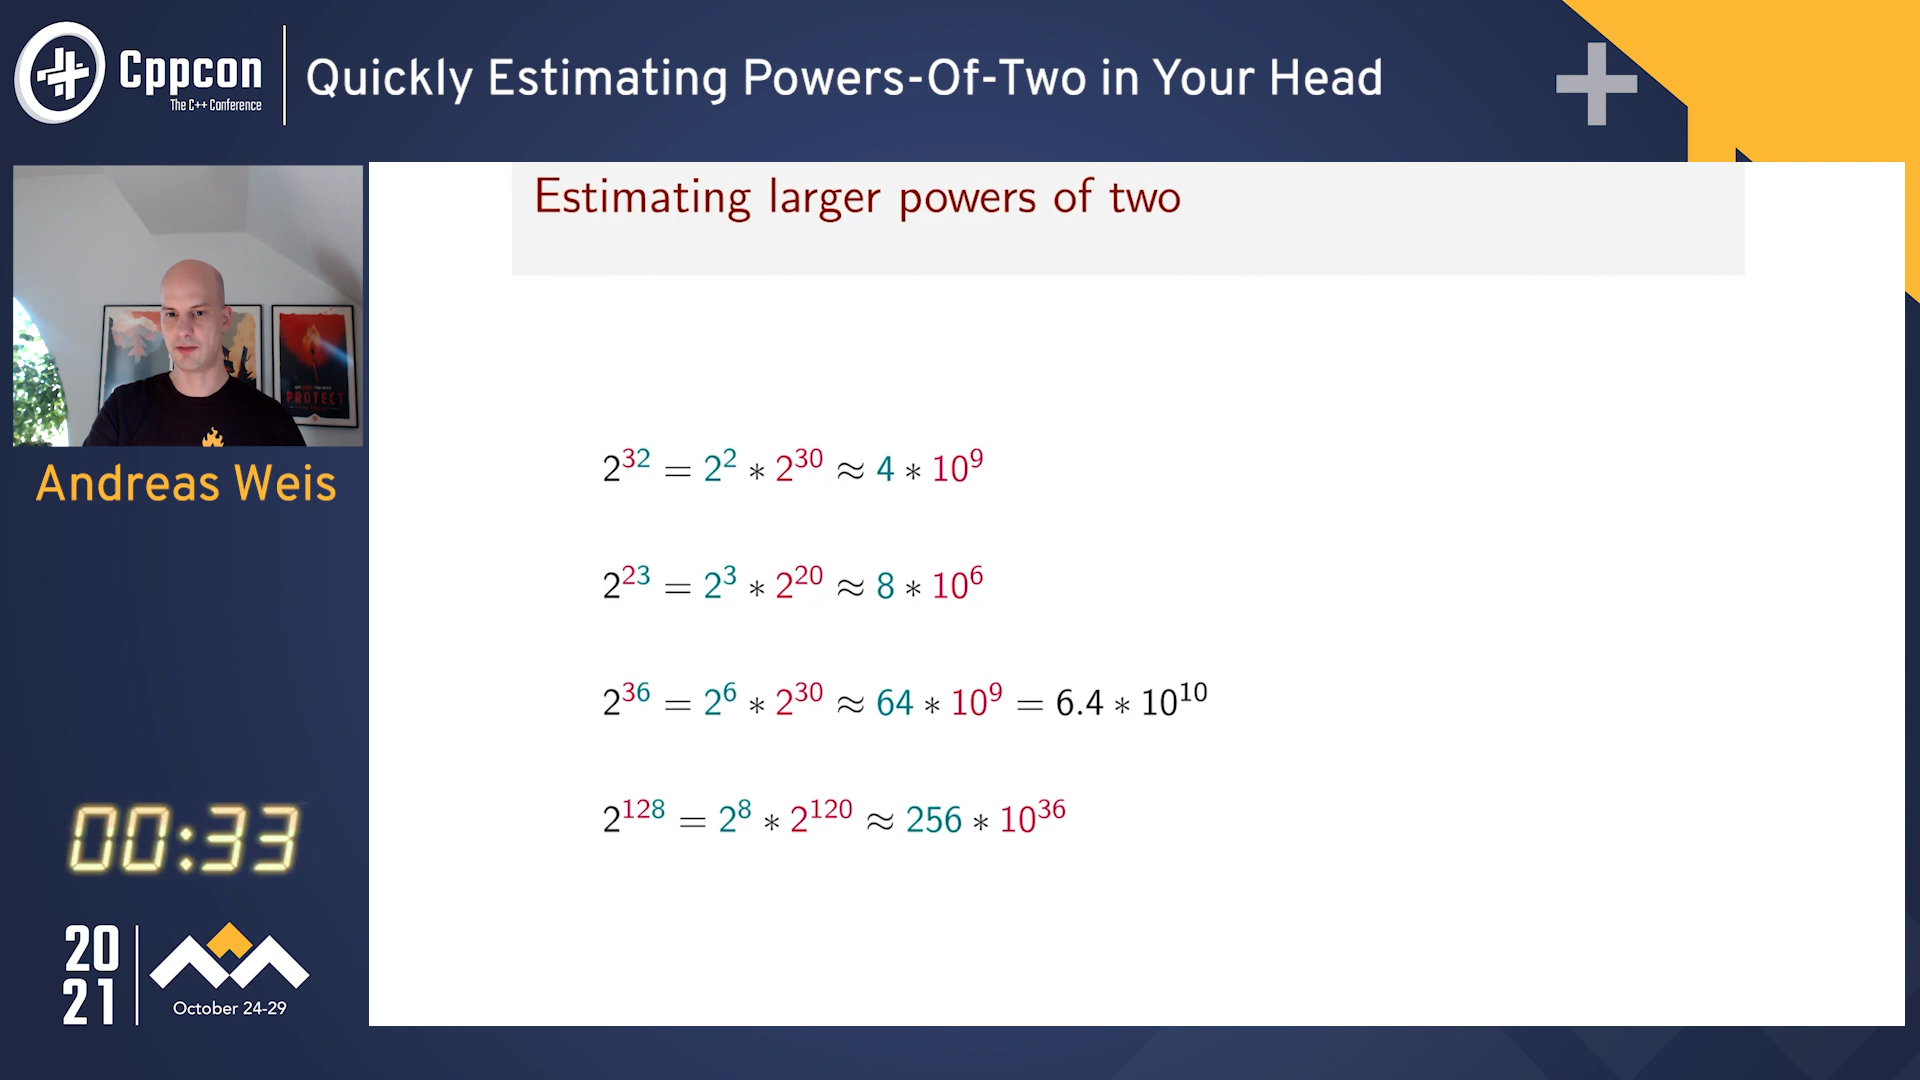 Cppcon
The C++ Conference
Quickly Estimating Powers-Of-Two in Your Head
PROTECT
Andreas Weis
00:33
20
21
October 24-29
Estimating larger powers of two
2^32 = 2^2 * 2^30 ≈ 4 * 10^9
2^23 = 2^3 * 2^20 ≈ 8 * 10^6
2^36 = 2^6 * 2^30 ≈ 64 * 10^9 = 6.4 * 10^10
2^128 = 2^8 * 2^120 ≈ 256 * 10^36